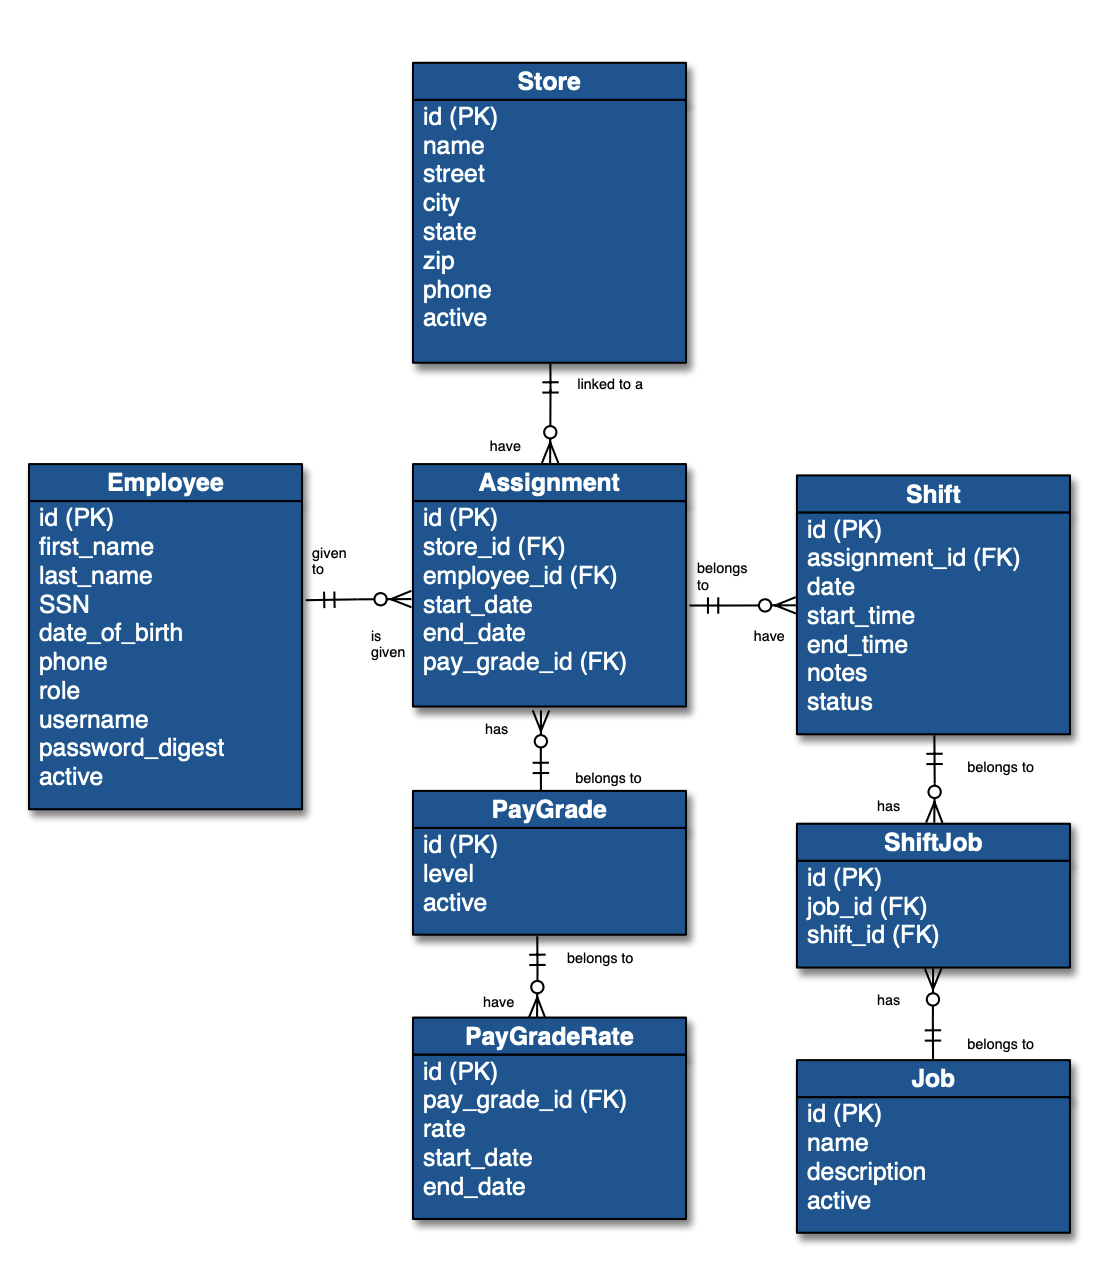 Store
id (PK)
name
street
city
state
zip
phone
active
linked to a
have
Employee
id (PK)
first_name
last_name
SSN
date_of_birth
phone
role
username
password_digest
active
given
to
is
given
Assignment
id (PK)
store_id (FK)
employee_id (FK)
start_date
end_date
pay_grade_id (FK)
belongs
to
have
Shift
id (PK)
assignment_id (FK)
date
start_time
end_time
notes
status
has
belongs to
PayGrade
id (PK)
level
active
belongs to
have
PayGradeRate
id (PK)
pay_grade_id (FK)
rate
start_date
end_date
belongs to
has
ShiftJob
id (PK)
job_id (FK)
shift_id (FK)
has
belongs to
Job
id (PK)
name
description
active